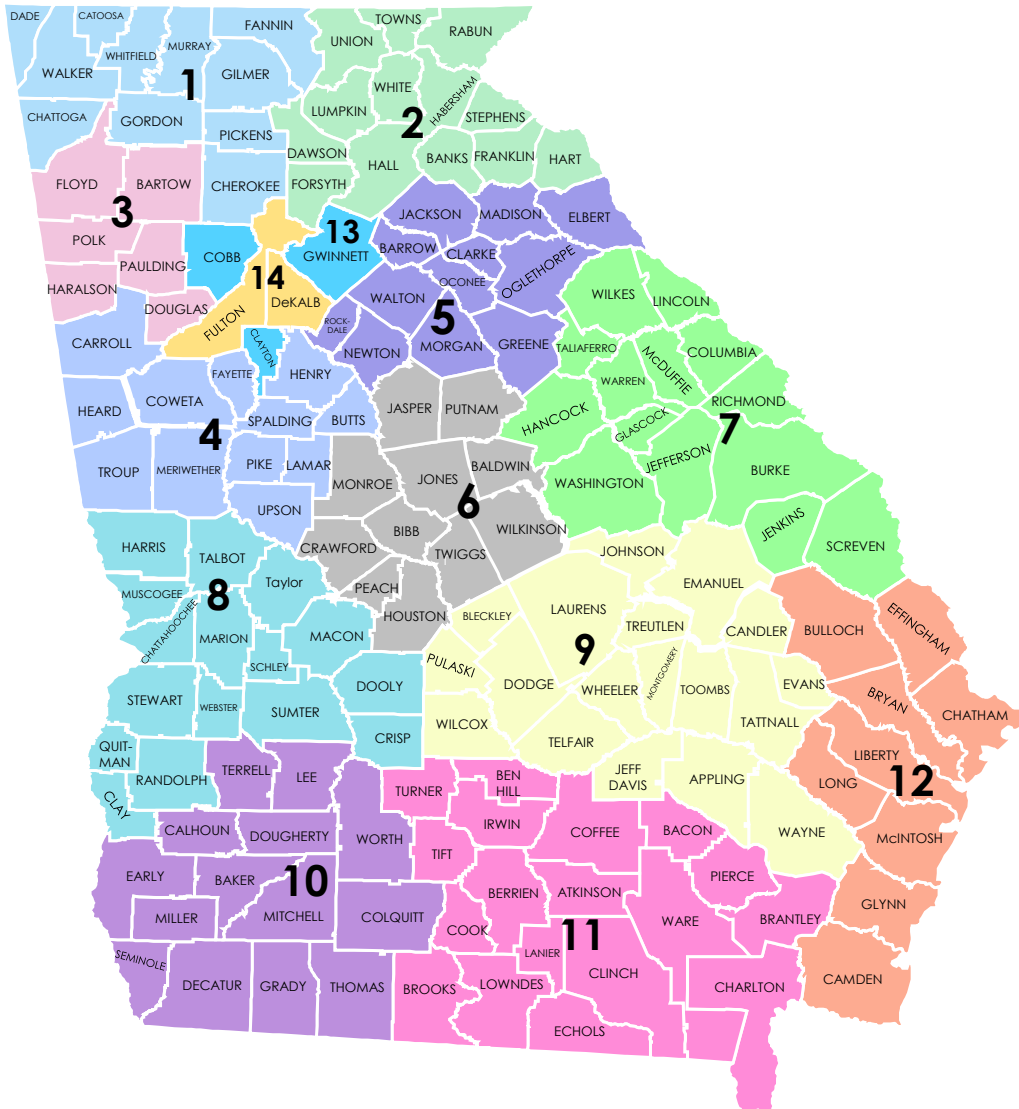 DADE
CATOOSA
FANNIN
TOWNS
UNION
RABUN
WHITFIELD
MURRAY
WALKER
GILMER
1
WHITE
HABERSHAM
LUMPKIN
CHATTOGA
GORDON
2
STEPHENS
PICKENS
DAWSON
HALL
BANKS
FRANKLIN
HART
FLOYD
BARTOW
CHEROKEE
FORSYTH
3
JACKSON
MADISON
ELBERT
13
POLK
COBB
GWINNETT
BARROW
CLARKE
OGLETHORPE
PAULDING
14
OCONEE
HARALSON
DeKALB
WALTON
WILKES
LINCOLN
DOUGLAS
FULTON
ROCK-
DALE
5
CARROLL
CLAYTON
NEWTON
MORGAN
GREENE
TALIAFERRO
McDUFFIE
COLUMBIA
FAYETTE
HENRY
WARREN
COWETA
HEARD
SPALDING
BUTTS
JASPER
PUTNAM
HANCOCK
GLASCOCK
RICHMOND
7
4
TROUP
MERIWETHER
PIKE
LAMAR
MONROE
JONES
BALDWIN
WASHINGTON
JEFFERSON
BURKE
6
UPSON
BIBB
WILKINSON
JENKINS
SCREVEN
HARRIS
TALBOT
CRAWFORD
TWIGGS
JOHNSON
Taylor
PEACH
EMANUEL
MUSCOGEE
8
HOUSTON
BLECKLEY
LAURENS
TREUTLEN
CANDLER
BULLOCH
EFFINGHAM
CHATTAHOOCHEE
MARION
MACON
SCHLEY
9
PULASKI
DODGE
WHEELER
MONTGOMERY
TOOMBS
EVANS
BRYAN
CHATHAM
STEWART
WEBSTER
SUMTER
DOOLY
WILCOX
TATTNALL
TELFAIR
CRISP
QUIT-
MAN
RANDOLPH
TERRELL
LEE
BEN
HILL
JEFF
DAVIS
APPLING
LIBERTY
LONG
12
CLAY
TURNER
CALHOUN
DOUGHERTY
WORTH
IRWIN
COFFEE
BACON
WAYNE
McINTOSH
TIFT
EARLY
BAKER
10
BERRIEN
ATKINSON
PIERCE
MILLER
MITCHELL
COLQUITT
COOK
11
WARE
BRANTLEY
GLYNN
LANIER
SEMINOLE
DECATUR
GRADY
THOMAS
BROOKS
LOWNDES
CLINCH
CHARLTON
CAMDEN
ECHOLS